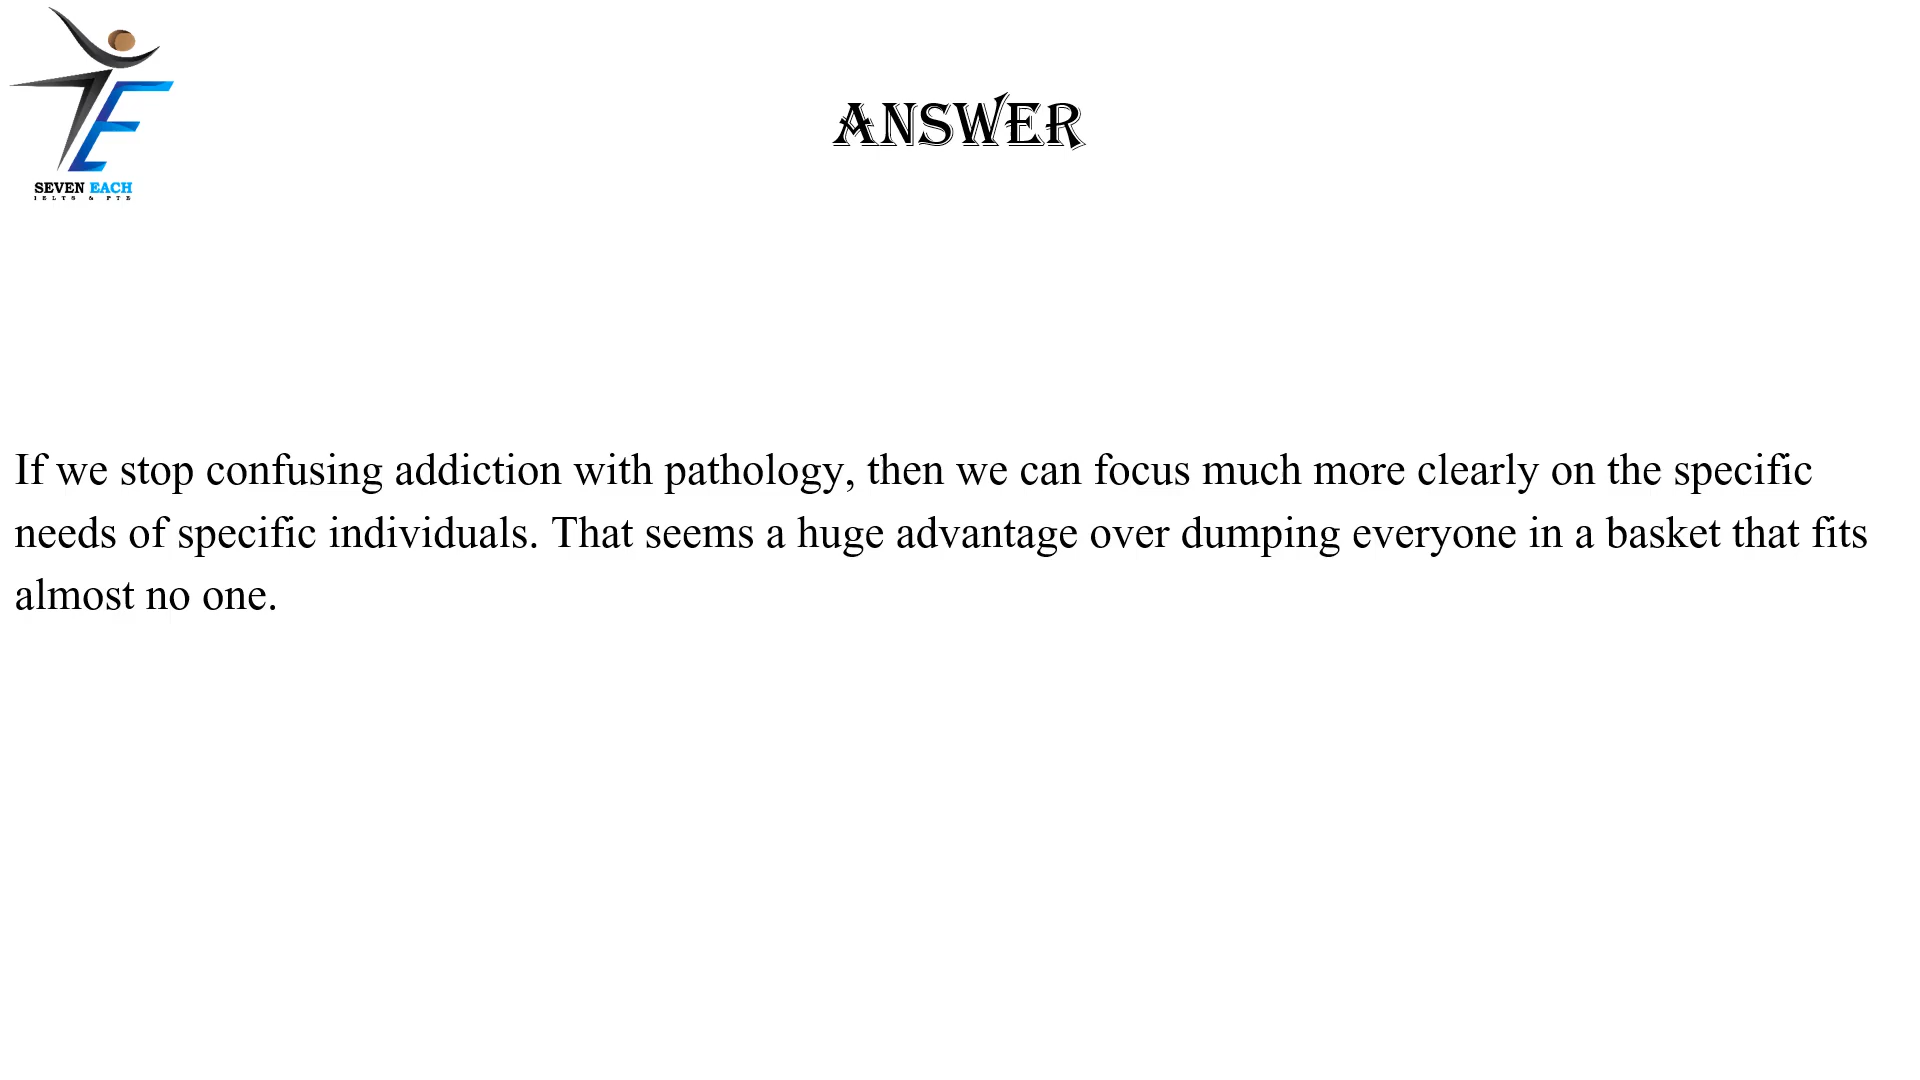 ANSWER
SEVEN EACH
IELTS & PTE
If we stop confusing addiction with pathology, then we can focus much more clearly on the specific
needs of specific individuals. That seems a huge advantage over dumping everyone in a basket that fits
almost no one.